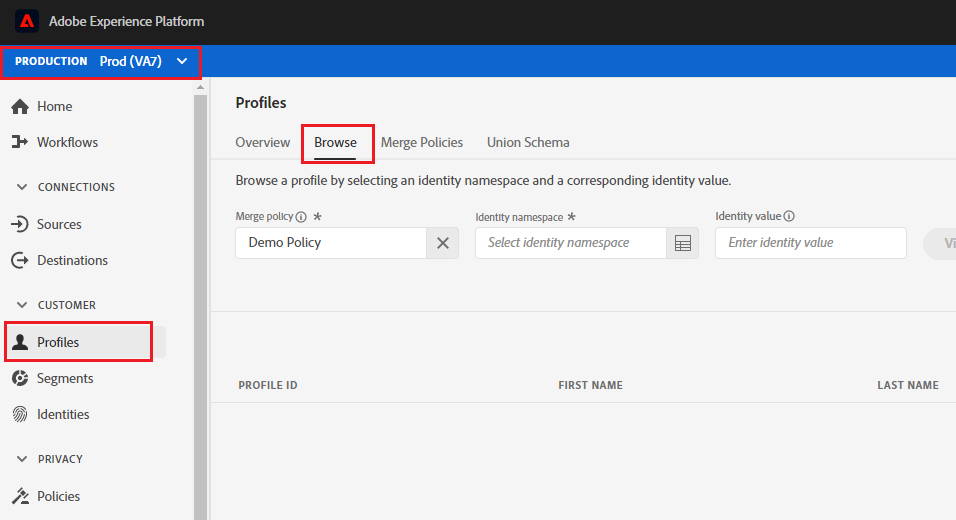 Adobe Experience Platform
PRODUCTION Prod (VA7)
Home
Workflows
CONNECTIONS
Sources
Destinations
CUSTOMER
Profiles
Segments
Identities
PRIVACY
Policies
Profiles
Overview Browse Merge Policies Union Schema
Browse a profile by selecting an identity namespace and a corresponding identity value.
Merge policy * Identity namespace * Identity value
Demo Policy Select identity namespace Enter identity value Vi
PROFILE ID FIRST NAME LAST NAME